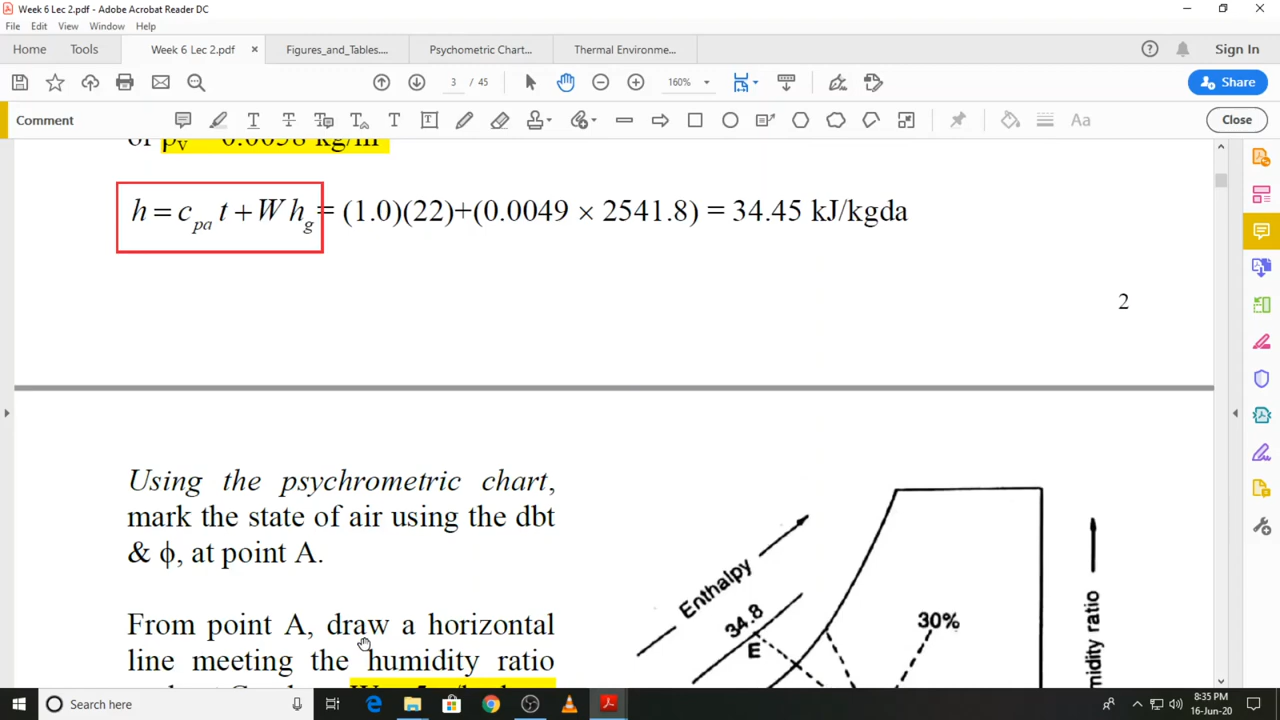 Week 6 Lec 2.pdf - Adobe Acrobat Reader DC
File Edit View Window Help
Home Tools Week 6 Lec 2.pdf × Figures_and_Tables.... Psychometric Chart... Thermal Environme... Sign In
3 / 45 160% Share
Comment Aa Close
h = c_pa t + W h_g = (1.0)(22)+(0.0049 × 2541.8) = 34.45 kJ/kgda
2
Using the psychrometric chart,
mark the state of air using the dbt
& ϕ, at point A.
From point A, draw a horizontal
line meeting the humidity ratio
Enthalpy
34.8
E
30%
midity ratio
Search here
8:35 PM
16-Jun-20